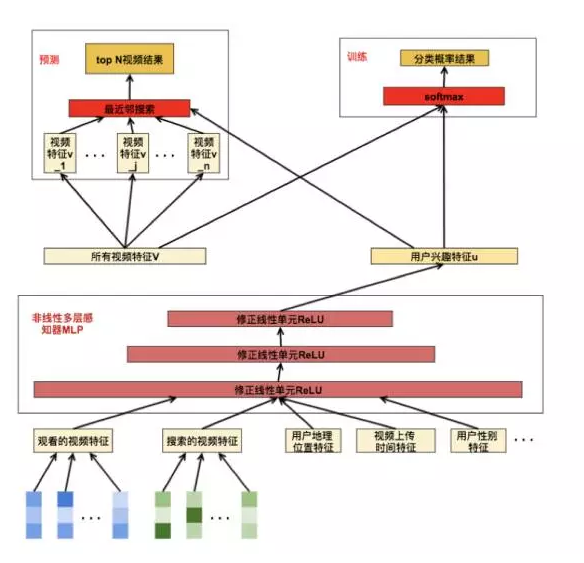 预测
top N视频结果
最近邻搜索
视频
特征v
_1
...
视频
特征v
_j
...
视频
特征v
_n
训练
分类概率结果
softmax
所有视频特征V
用户兴趣特征u
非线性多层感
知器MLP
修正线性单元ReLU
修正线性单元ReLU
修正线性单元ReLU
观看的视频特征
搜索的视频特征
用户地理
位置特征
视频上传
时间特征
用户性别
特征
...
...
...